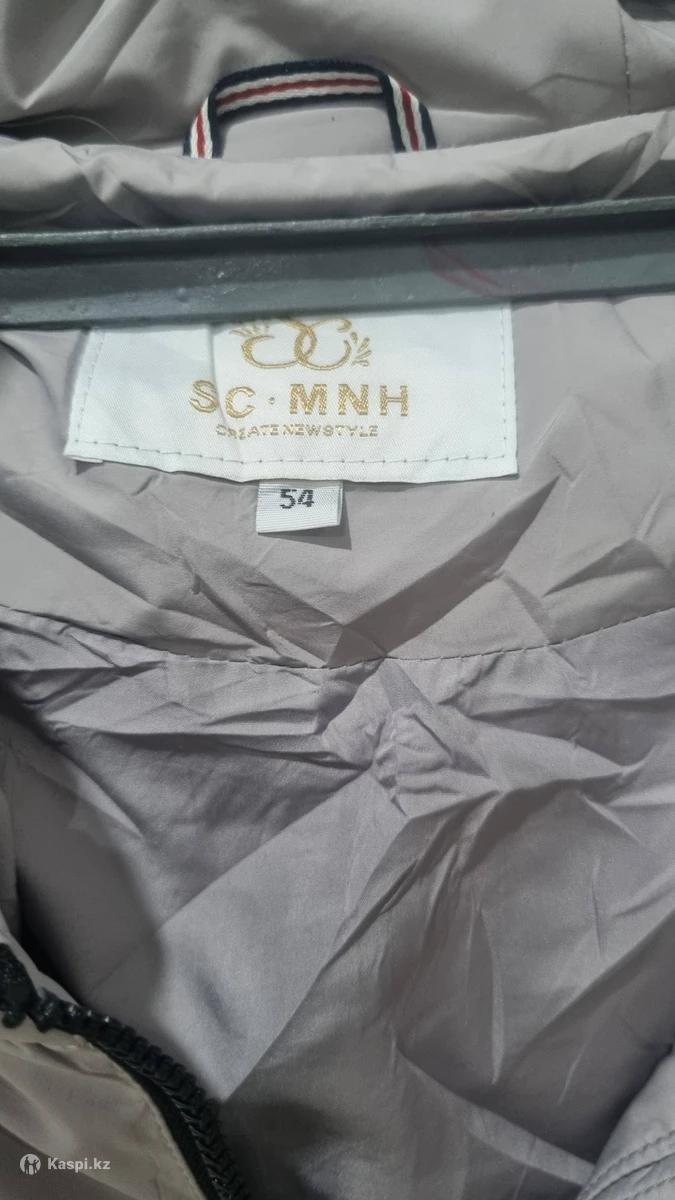 SC·MNH
CREATE NEW STYLE
54
Kaspi.kz